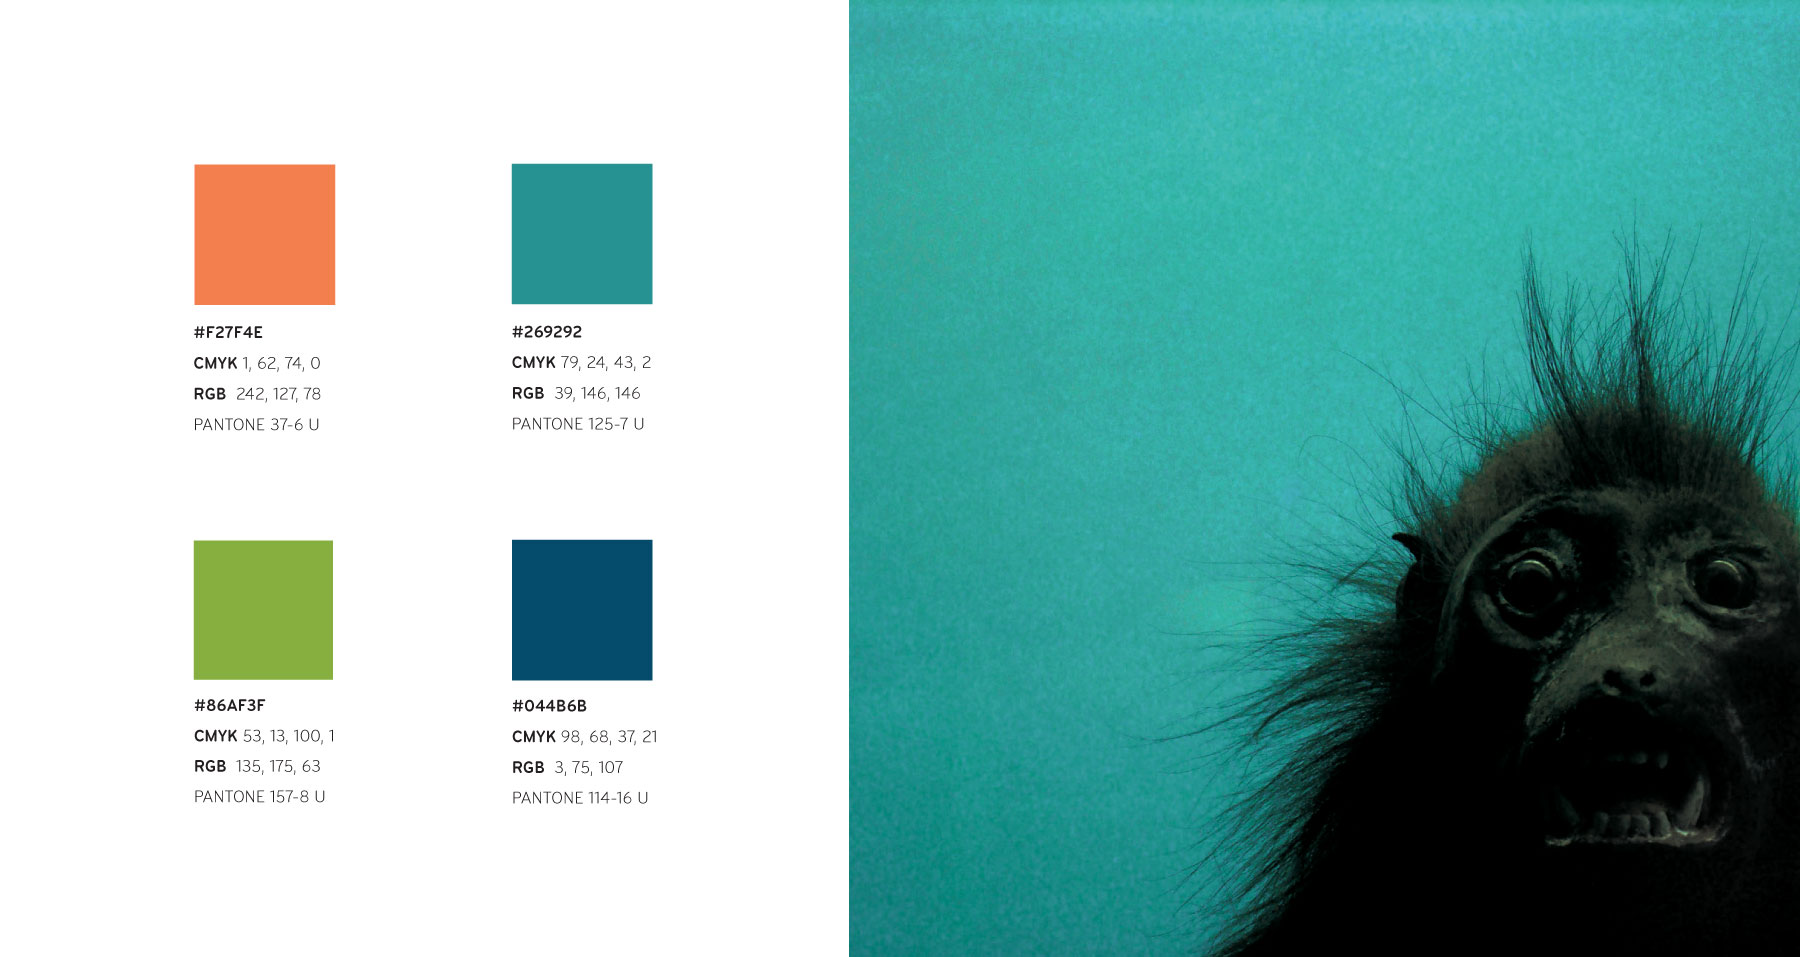 #F27F4E
CMYK 1, 62, 74, 0
RGB 242, 127, 78
PANTONE 37-6 U
#269292
CMYK 79, 24, 43, 2
RGB 39, 146, 146
PANTONE 125-7 U
#86AF3F
CMYK 53, 13, 100, 1
RGB 135, 175, 63
PANTONE 157-8 U
#044B6B
CMYK 98, 68, 37, 21
RGB 3, 75, 107
PANTONE 114-16 U